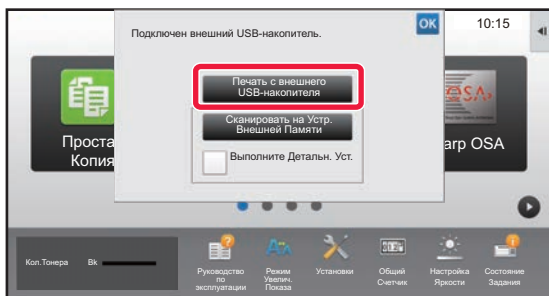 Подключен внешний USB-накопитель.
OK
10:15
Печать с внешнего
USB-накопителя
Сканировать на Устр.
Внешней Памяти
Выполните Детальн. Уст.
Проста
Копия
arp OSA
Кол.Тонера
Bk
Руководство
по
эксплуатации
Режим
Увелич.
Показа
Установки
Общий
Счетчик
Настройка
Яркости
Состояние
Задания